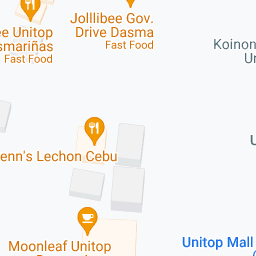 Jolllibee Gov.
Drive Dasma
Fast Food
ee Unitop
smariñas
Fast Food
Koinon
Un
enn's Lechon Cebu
U
Moonleaf Unitop
Unitop Mall